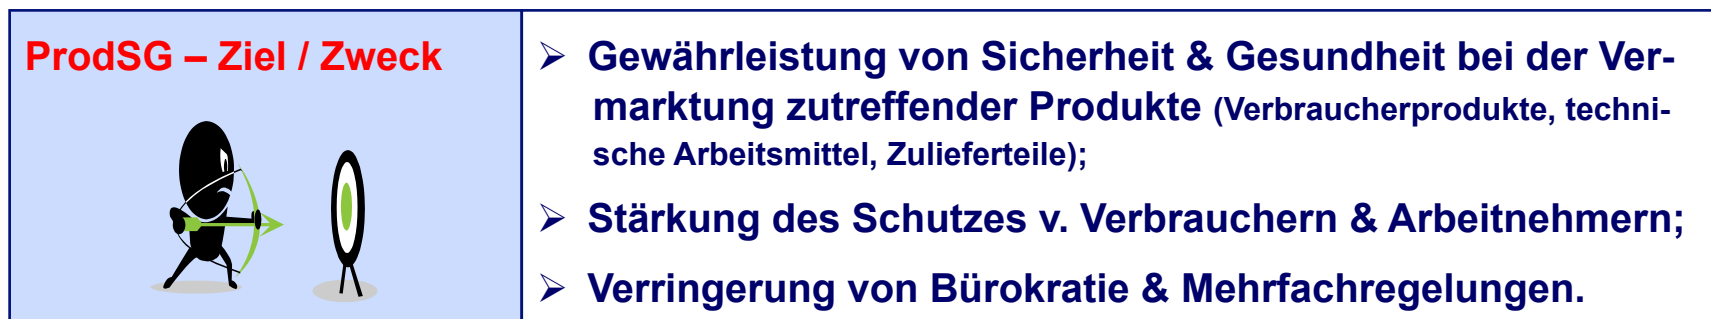 ProdSG – Ziel / Zweck
➢ Gewährleistung von Sicherheit & Gesundheit bei der Ver-
marktung zutreffender Produkte (Verbraucherprodukte, techni-
sche Arbeitsmittel, Zulieferteile);
➢ Stärkung des Schutzes v. Verbrauchern & Arbeitnehmern;
➢ Verringerung von Bürokratie & Mehrfachregelungen.